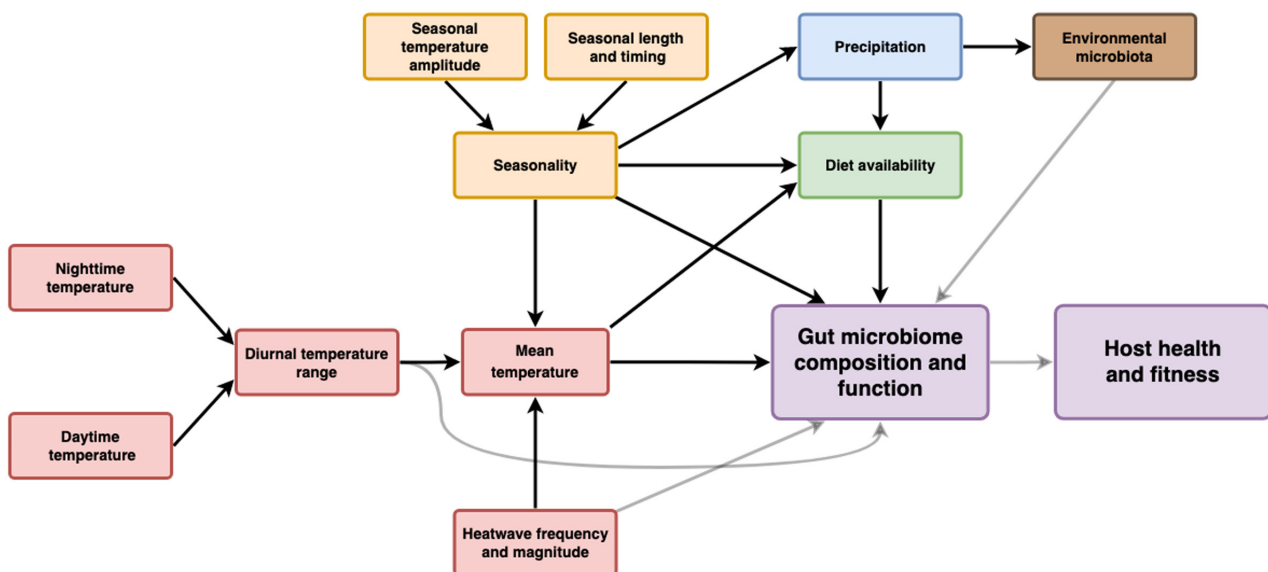 Seasonal
temperature
amplitude
Seasonal length
and timing
Precipitation
Environmental
microbiota
Seasonality
Diet availability
Nighttime
temperature
Diurnal temperature
range
Mean
temperature
Gut microbiome
composition and
function
Host health
and fitness
Daytime
temperature
Heatwave frequency
and magnitude